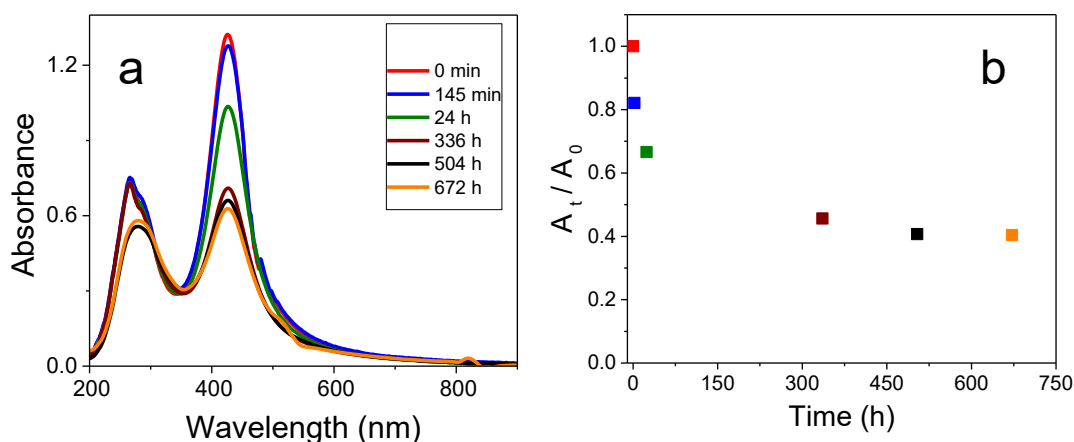 a
1.2
0.6
0.0
Absorbance
200
400
600
800
Wavelength (nm)
0 min
145 min
24 h
336 h
504 h
672 h
b
1.0
0.8
0.6
0.4
0.2
0.0
A t / A 0
0
150
300
450
600
750
Time (h)